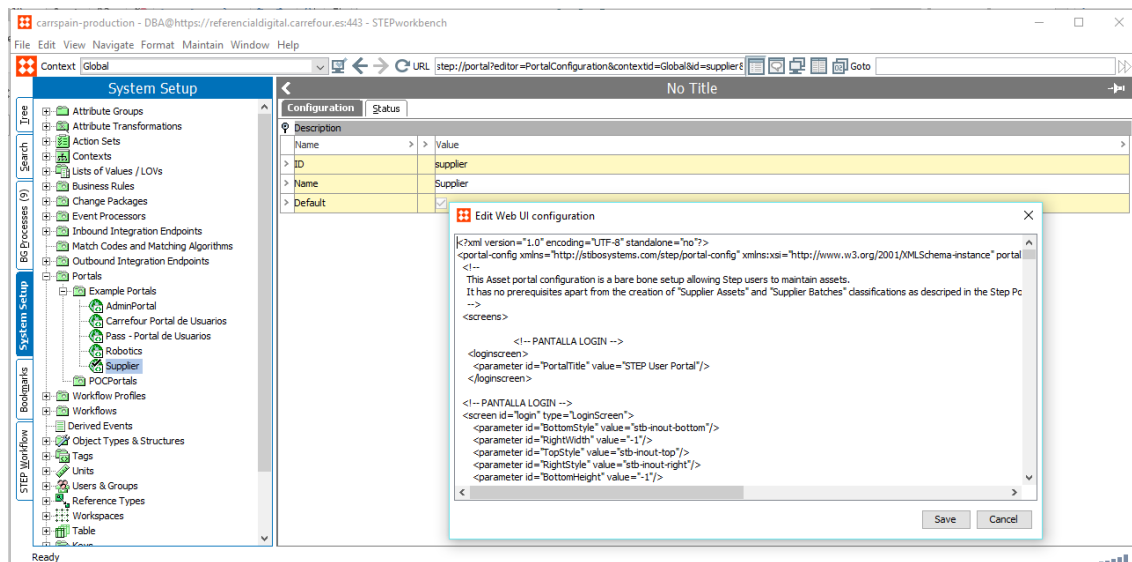 carrspain-production - DBA@https://referencialdigital.carrefour.es:443 - STEPworkbench
File Edit View Navigate Format Maintain Window Help
Context Global URL step://portal?editor=PortalConfiguration&contextid=Global&id=supplier& Goto
System Setup
No Title
Tree
Search
BG Processes (9)
System Setup
Bookmarks
STEP Workflow
Attribute Groups
Attribute Transformations
Action Sets
Contexts
Lists of Values / LOVs
Business Rules
Change Packages
Event Processors
Inbound Integration Endpoints
Match Codes and Matching Algorithms
Outbound Integration Endpoints
Portals
Example Portals
AdminPortal
Carrefour Portal de Usuarios
Pass - Portal de Usuarios
Robotics
Supplier
POCPortals
Workflow Profiles
Workflows
Derived Events
Object Types & Structures
Tags
Units
Users & Groups
Reference Types
Workspaces
Table
Keys
Configuration Status
Description
Name > > Value >
> ID supplier
> Name Supplier
> Default
Edit Web UI configuration
<?xml version="1.0" encoding="UTF-8" standalone="no"?>
<portal-config xmlns="http://stibosystems.com/step/portal-config" xmlns:xsi="http://www.w3.org/2001/XMLSchema-instance" portal
<!--
This Asset portal configuration is a bare bone setup allowing Step users to maintain assets.
It has no prerequisites apart from the creation of "Supplier Assets" and "Supplier Batches" classifications as descriped in the Step Pc
-->
<screens>
<!-- PANTALLA LOGIN -->
<loginscreen>
<parameter id="PortalTitle" value="STEP User Portal"/>
</loginscreen>
<!-- PANTALLA LOGIN -->
<screen id="login" type="LoginScreen">
<parameter id="BottomStyle" value="stb-inout-bottom"/>
<parameter id="RightWidth" value="-1"/>
<parameter id="TopStyle" value="stb-inout-top"/>
<parameter id="RightStyle" value="stb-inout-right"/>
<parameter id="BottomHeight" value="-1"/>
Save Cancel
Ready